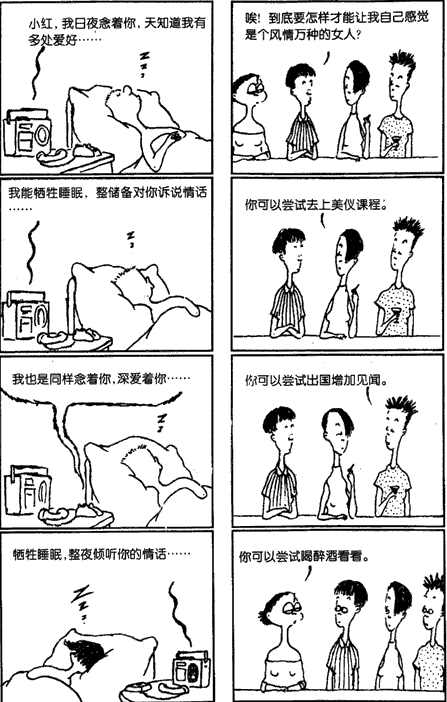 小红，我日夜念着你，天知道我有
多处爱好……
z
z
z
我能牺牲睡眠，整储备对你诉说情话
……
z
z
我也是同样念着你，深爱着你……
z
z
牺牲睡眠，整夜倾听你的情话……
z
z
z
唉！到底要怎样才能让我自己感觉
是个风情万种的女人？
你可以尝试去上美仪课程。
你可以尝试出国增加见闻。
你可以尝试喝醉酒看看。